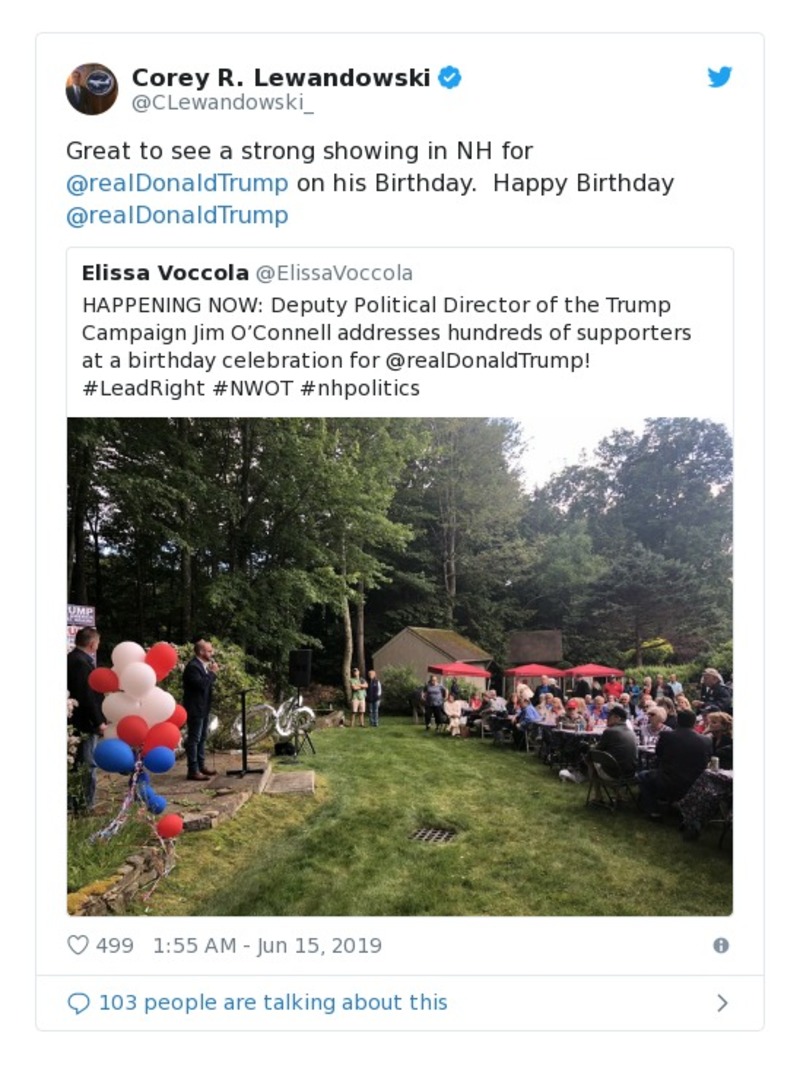 Corey R. Lewandowski
@CLewandowski_
Great to see a strong showing in NH for
@realDonaldTrump on his Birthday.  Happy Birthday
@realDonaldTrump
Elissa Voccola @ElissaVoccola
HAPPENING NOW: Deputy Political Director of the Trump
Campaign Jim O’Connell addresses hundreds of supporters
at a birthday celebration for @realDonaldTrump!
#LeadRight #NWOT #nhpolitics
UMP
499 1:55 AM - Jun 15, 2019
103 people are talking about this